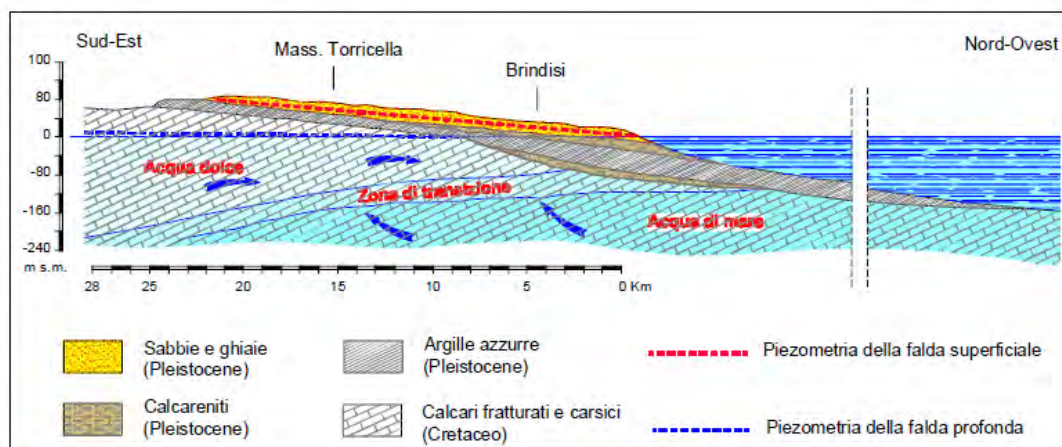 Sud-Est
Mass. Torricella
Brindisi
Nord-Ovest
100
80
0
-80
-160
-240
m s.m.
Acqua dolce
Zona di transizione
Acqua di mare
28
25
20
15
10
5
0 Km
Sabbie e ghiaie
(Pleistocene)
Argille azzurre
(Pleistocene)
Piezometria della falda superficiale
Calcareniti
(Pleistocene)
Calcari fratturati e carsici
(Cretaceo)
Piezometria della falda profonda